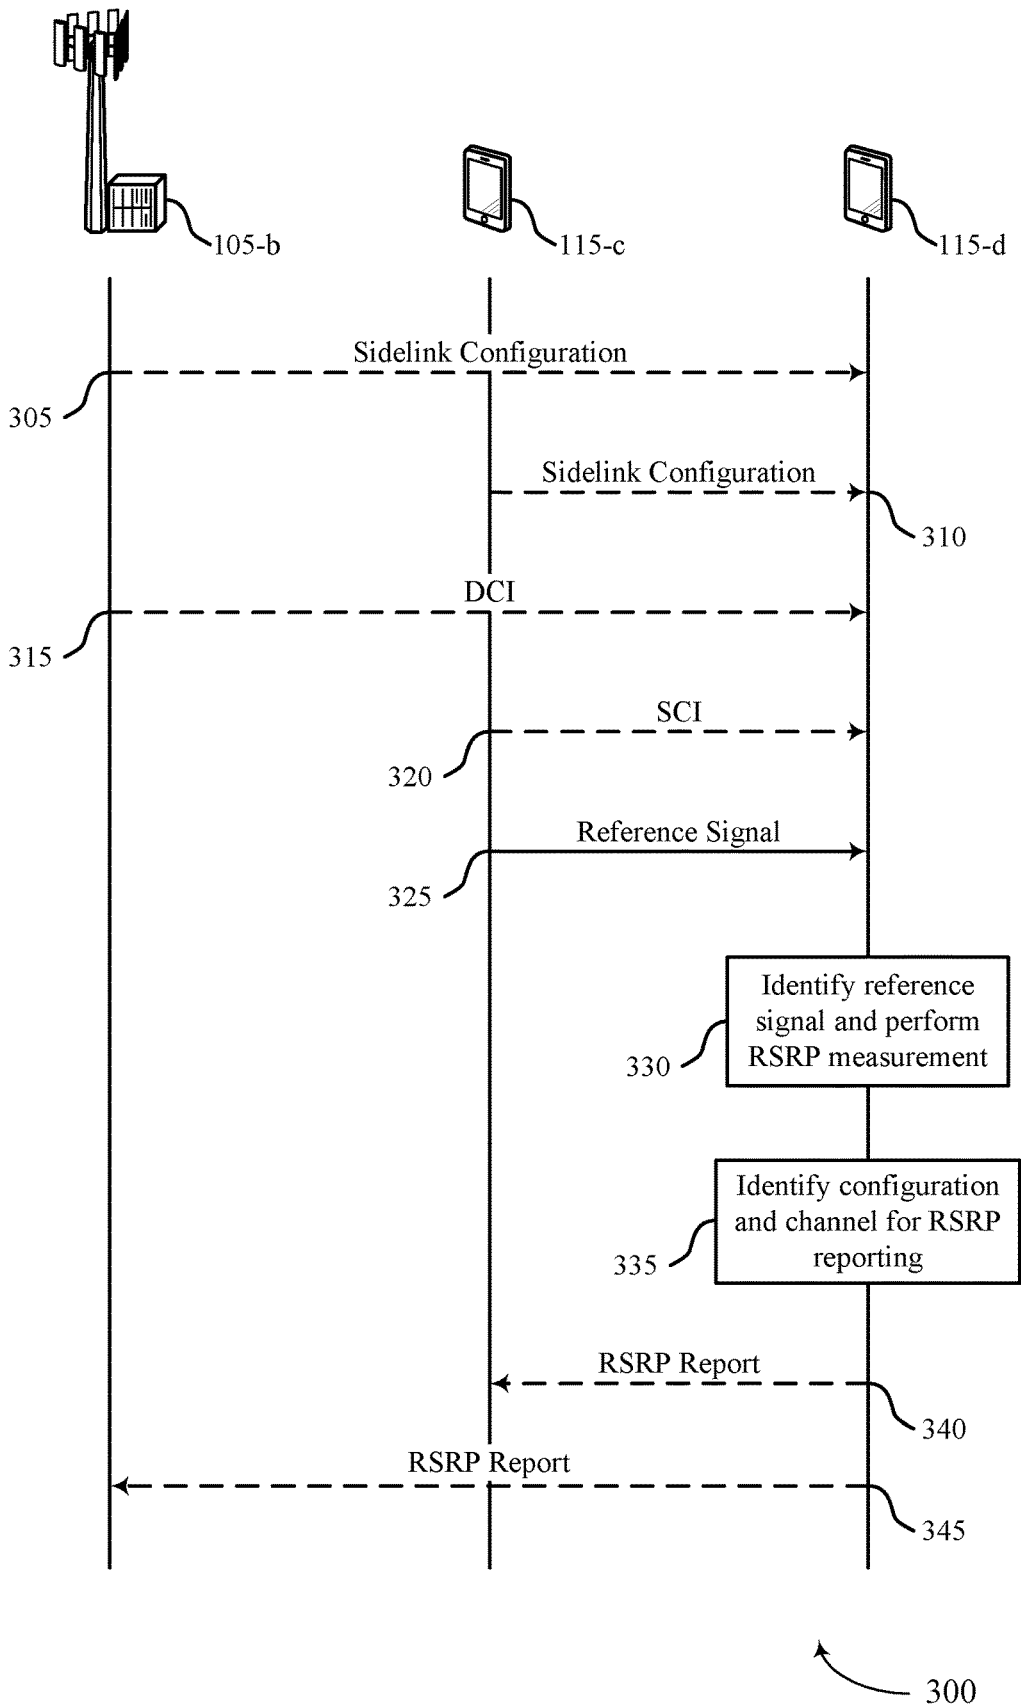 105-b
115-c
115-d
Sidelink Configuration
305
Sidelink Configuration
310
DCI
315
SCI
320
Reference Signal
325
Identify reference
signal and perform
RSRP measurement
330
Identify configuration
and channel for RSRP
reporting
335
RSRP Report
340
RSRP Report
345
300